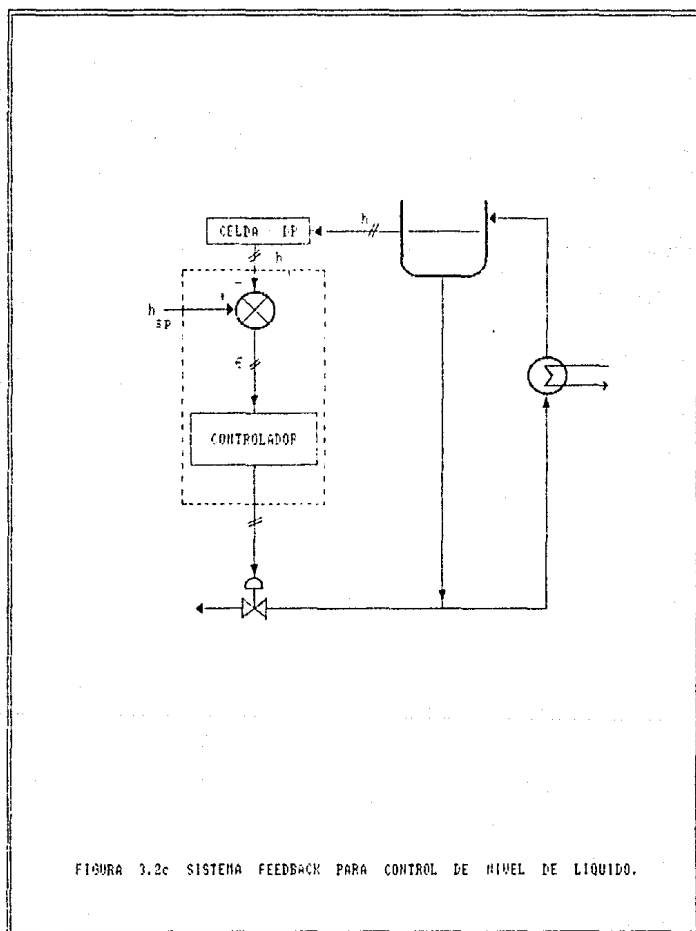 h
CELDA DP
h
-
+
h sp
ε
CONTROLADOR
FIGURA 3.2c SISTEMA FEEDBACK PARA CONTROL DE NIVEL DE LIQUIDO.